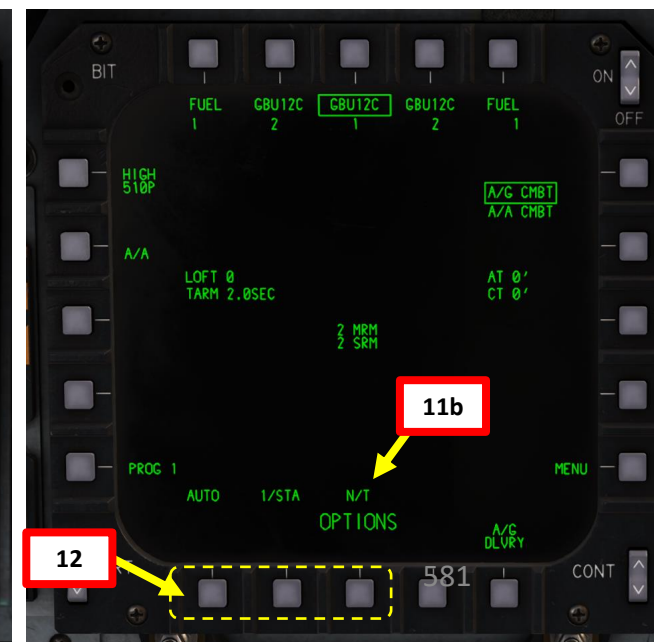 BIT
ON
OFF
FUEL GBU12C GBU12C GBU12C FUEL
1 2 1 2 1
HIGH
510P
A/G CMBT
A/A CMBT
A/A
LOFT 0
TARM 2.0SEC
AT 0'
CT 0'
2 MRM
2 SRM
11b
PROG 1
MENU
AUTO 1/STA N/T
OPTIONS
A/G
DLVRY
12
581
CONT